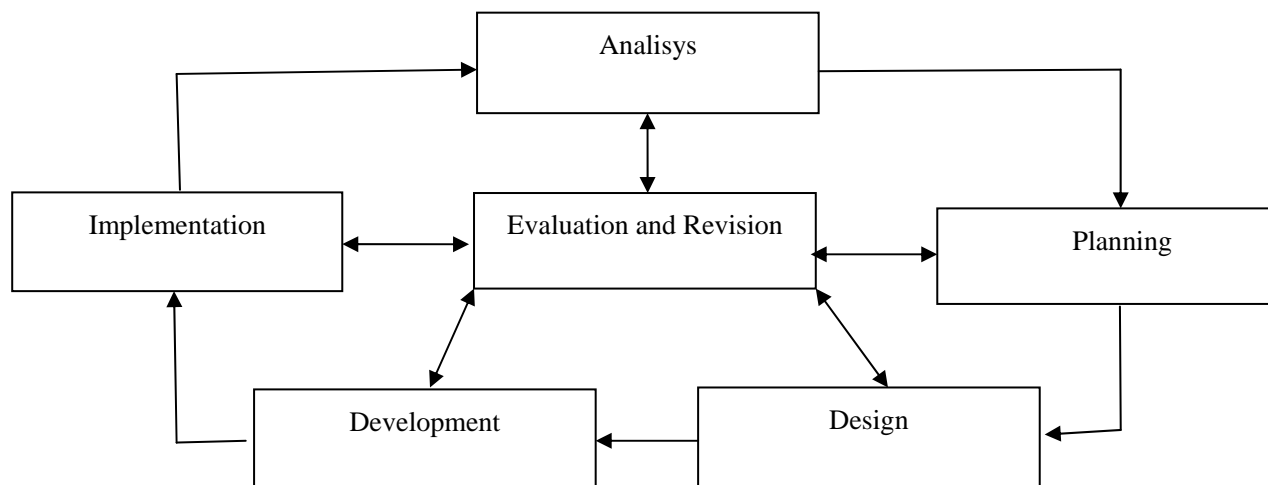 Analisys
Implementation
Evaluation and Revision
Planning
Development
Design